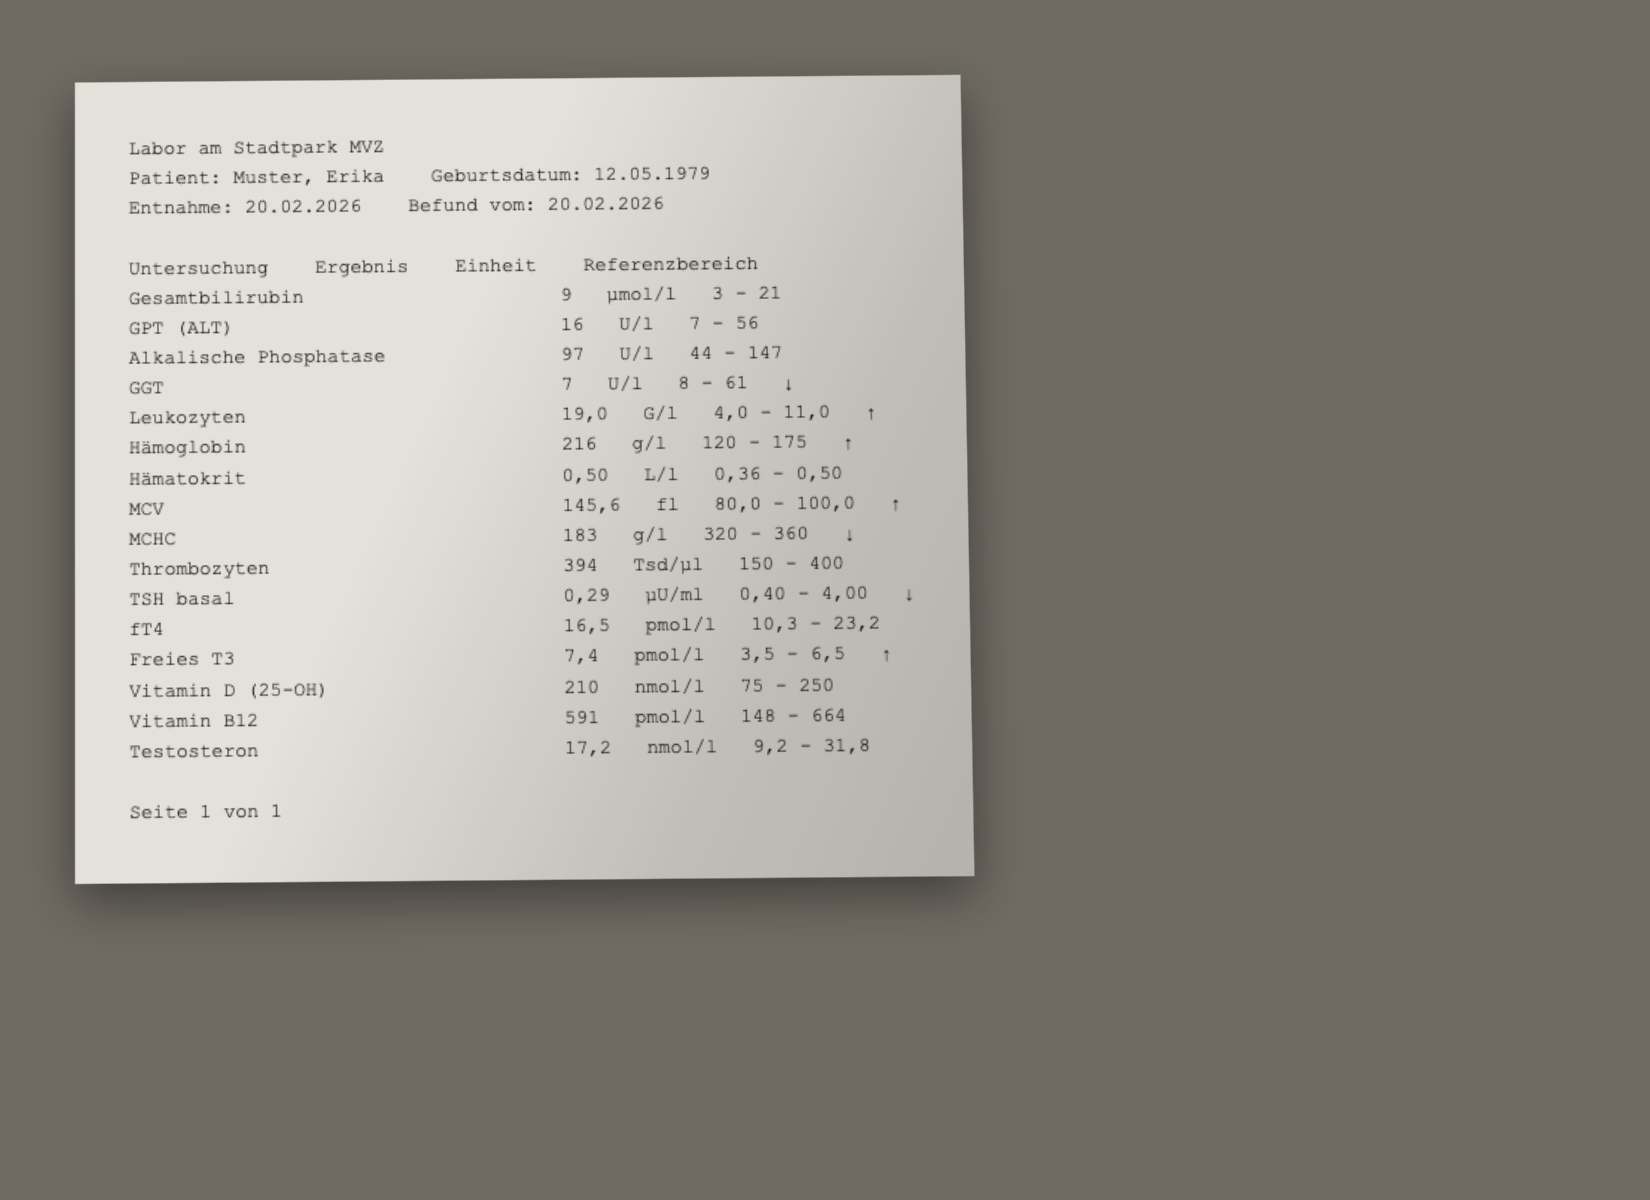 Labor am Stadtpark MVZ
Patient: Muster, Erika    Geburtsdatum: 12.05.1979
Entnahme: 20.02.2026    Befund vom: 20.02.2026
Untersuchung    Ergebnis    Einheit    Referenzbereich
Gesamtbilirubin    9   µmol/l   3 - 21
GPT (ALT)    16   U/l   7 - 56
Alkalische Phosphatase    97   U/l   44 - 147
GGT    7   U/l   8 - 61   ↓
Leukozyten    19,0   G/l   4,0 - 11,0   ↑
Hämoglobin    216   g/l   120 - 175   ↑
Hämatokrit    0,50   L/l   0,36 - 0,50
MCV    145,6   fl   80,0 - 100,0   ↑
MCHC    183   g/l   320 - 360   ↓
Thrombozyten    394   Tsd/µl   150 - 400
TSH basal    0,29   µU/ml   0,40 - 4,00   ↓
fT4    16,5   pmol/l   10,3 - 23,2
Freies T3    7,4   pmol/l   3,5 - 6,5   ↑
Vitamin D (25-OH)    210   nmol/l   75 - 250
Vitamin B12    591   pmol/l   148 - 664
Testosteron    17,2   nmol/l   9,2 - 31,8
Seite 1 von 1